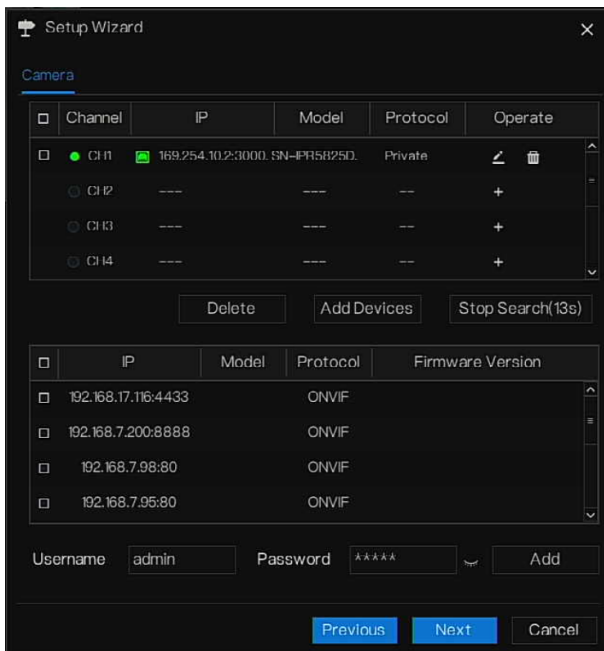 Setup Wizard
Camera
Channel IP Model Protocol Operate
CH1 169.254.10.2:3000. SN-IPR5825D. Private
CH2 --- --- -- +
CH3 --- --- -- +
CH4 --- --- -- +
Delete Add Devices Stop Search(13s)
IP Model Protocol Firmware Version
192.168.17.116:4433 ONVIF
192.168.7.200:8888 ONVIF
192.168.7.98:80 ONVIF
192.168.7.95:80 ONVIF
Username admin Password ***** Add
Previous Next Cancel